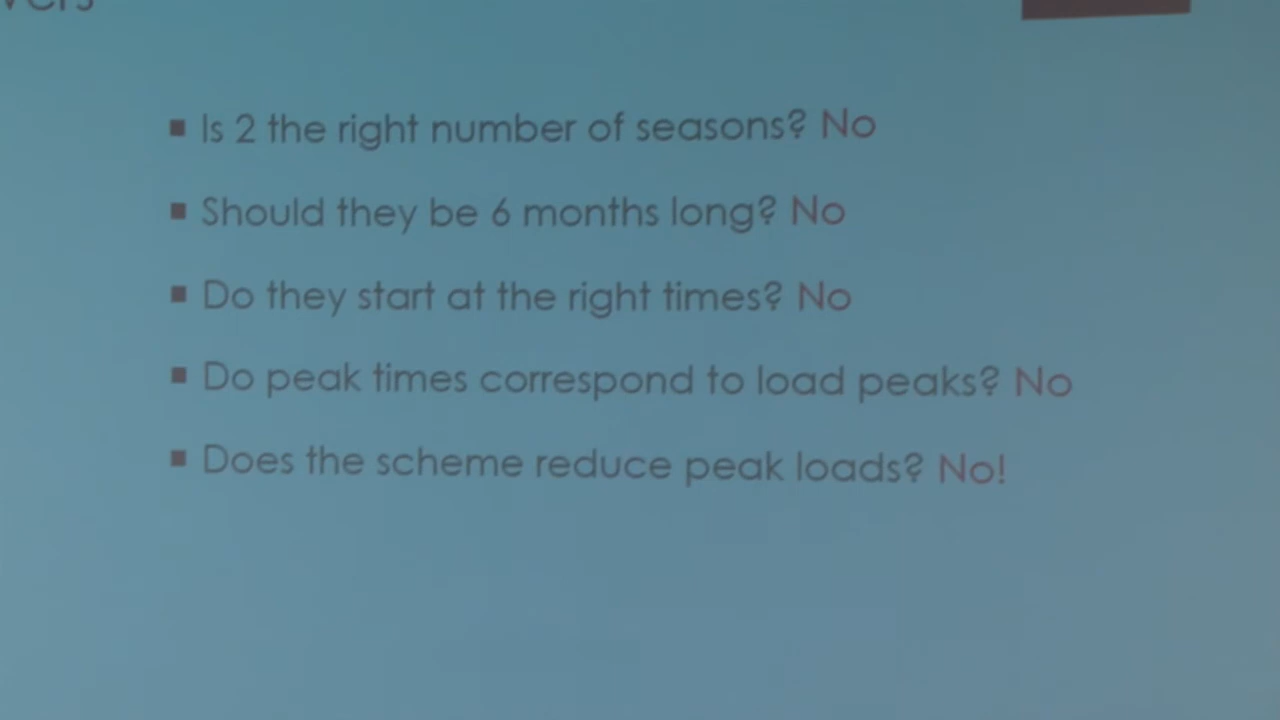 Is 2 the right number of seasons? No
Should they be 6 months long? No
Do they start at the right times? No
Do peak times correspond to load peaks? No
Does the scheme reduce peak loads? No!